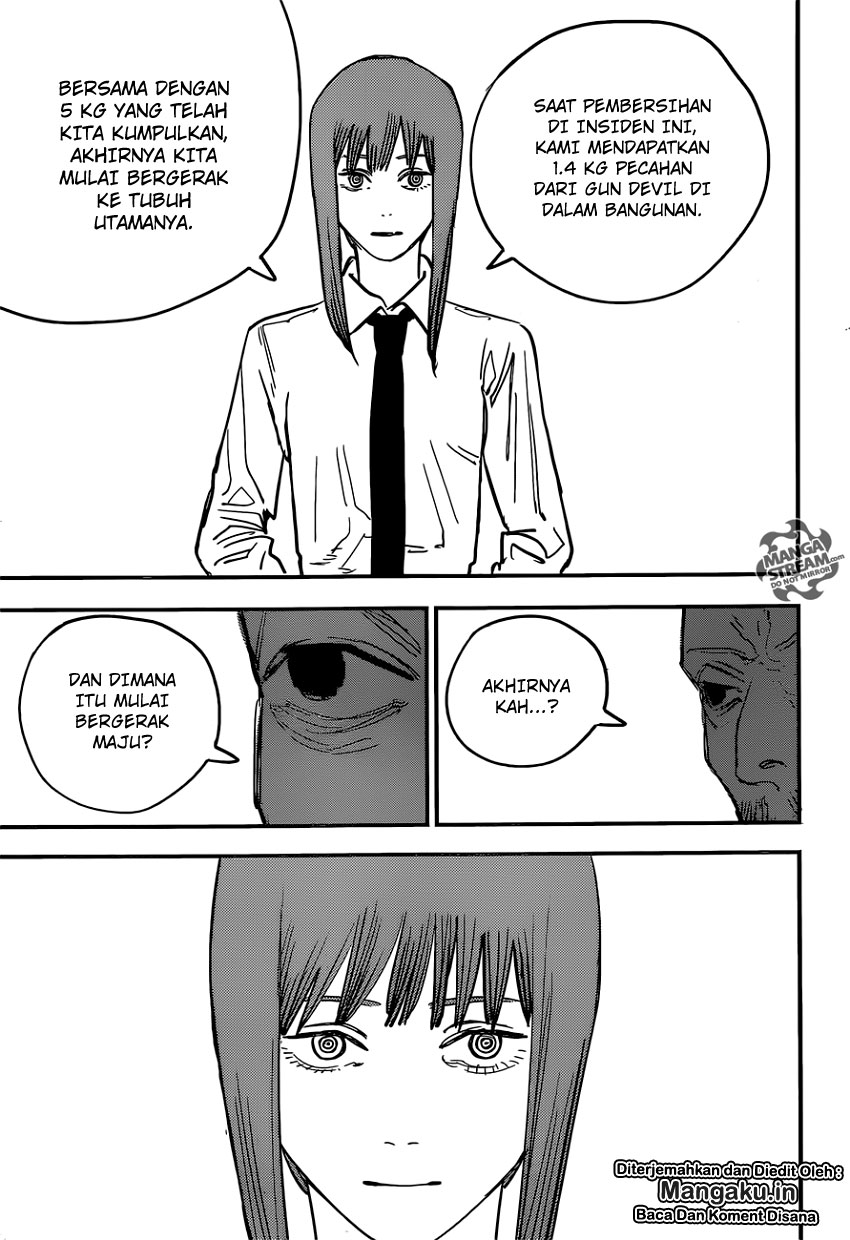 SAAT PEMBERSIHAN
DI INSIDEN INI,
KAMI MENDAPATKAN
1.4 KG PECAHAN
DARI GUN DEVIL DI
DALAM BANGUNAN.
BERSAMA DENGAN
5 KG YANG TELAH
KITA KUMPULKAN,
AKHIRNYA KITA
MULAI BERGERAK
KE TUBUH
UTAMANYA.
MANGA
STREAM.com
DO NOT MIRROR
AKHIRNYA
KAH...?
DAN DIMANA
ITU MULAI
BERGERAK
MAJU?
Diterjemahkan dan Diedit Oleh:
Mangaku.in
Baca Dan Koment Disana